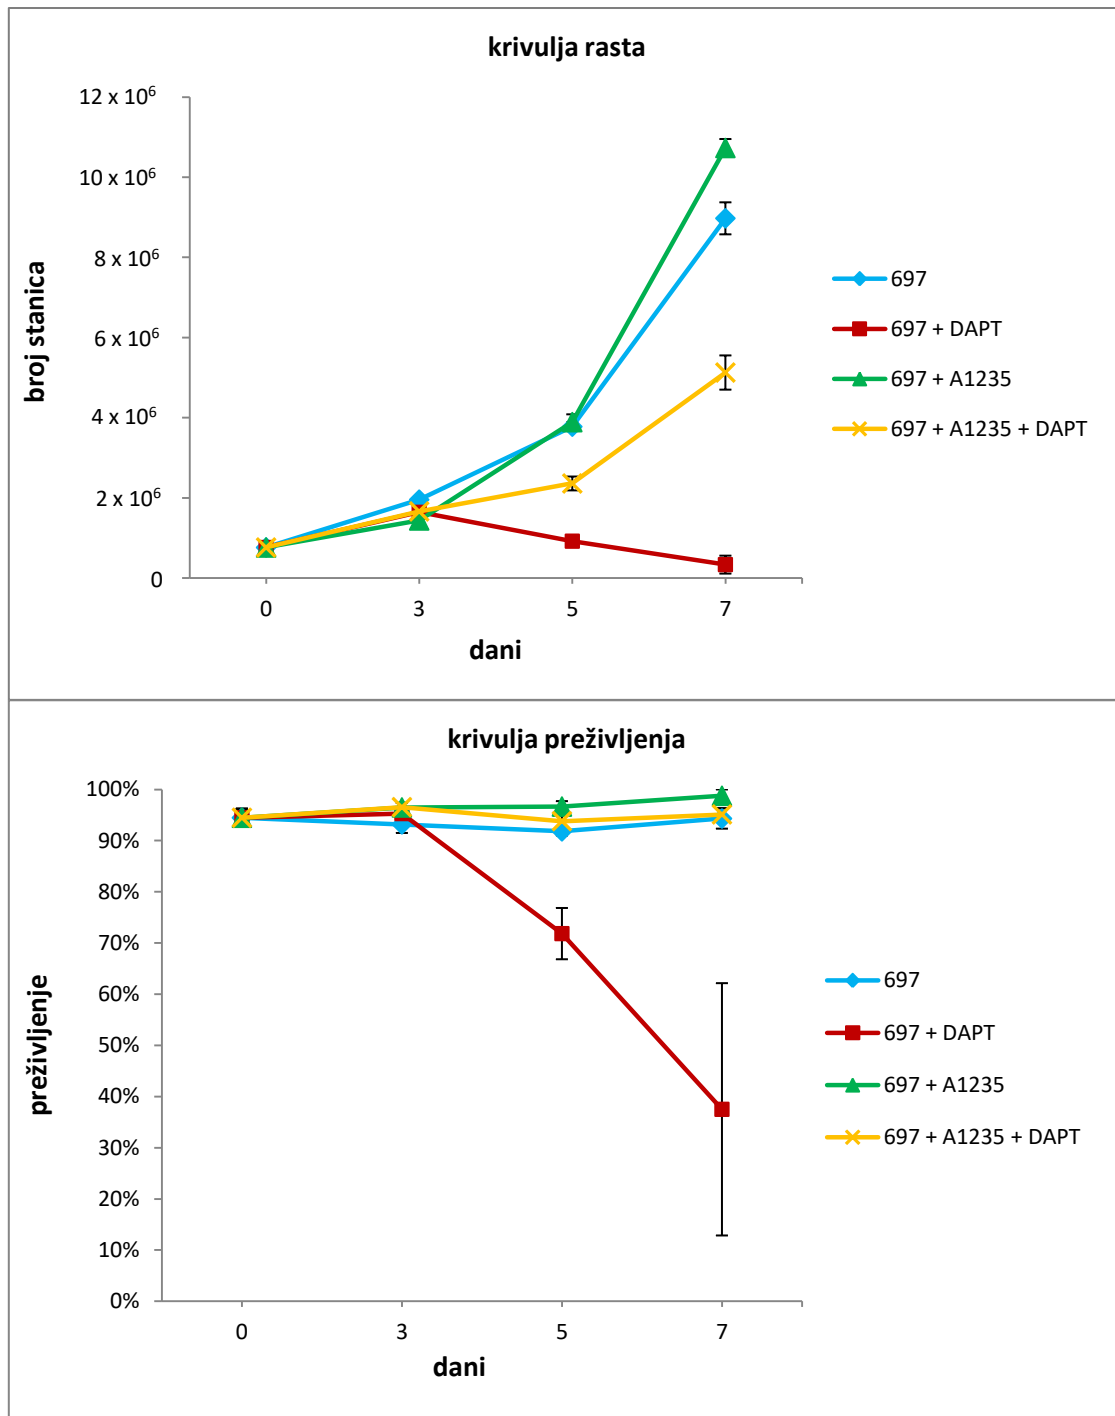 krivulja rasta
12 x 10⁶
10 x 10⁶
8 x 10⁶
6 x 10⁶
4 x 10⁶
2 x 10⁶
0
broj stanica
0 3 5 7
dani
697
697 + DAPT
697 + A1235
697 + A1235 + DAPT
krivulja preživljenja
100%
90%
80%
70%
60%
50%
40%
30%
20%
10%
0%
preživljenje
0 3 5 7
dani
697
697 + DAPT
697 + A1235
697 + A1235 + DAPT